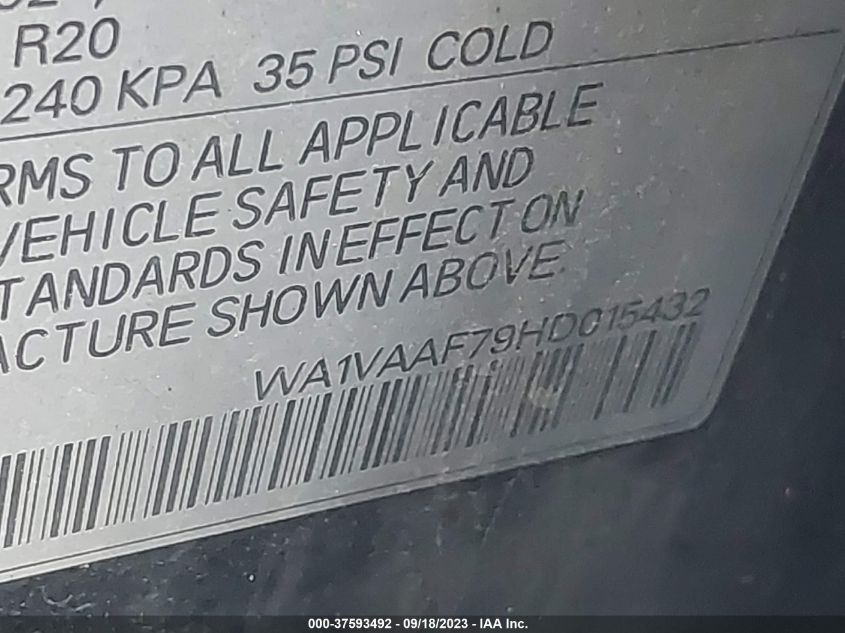 R20
240 KPA 35 PSI COLD
RMS TO ALL APPLICABLE
VEHICLE SAFETY AND
STANDARDS IN EFFECT ON
ACTURE SHOWN ABOVE.
WA1VAAF79HD015432
000-37593492 - 09/18/2023 - IAA Inc.